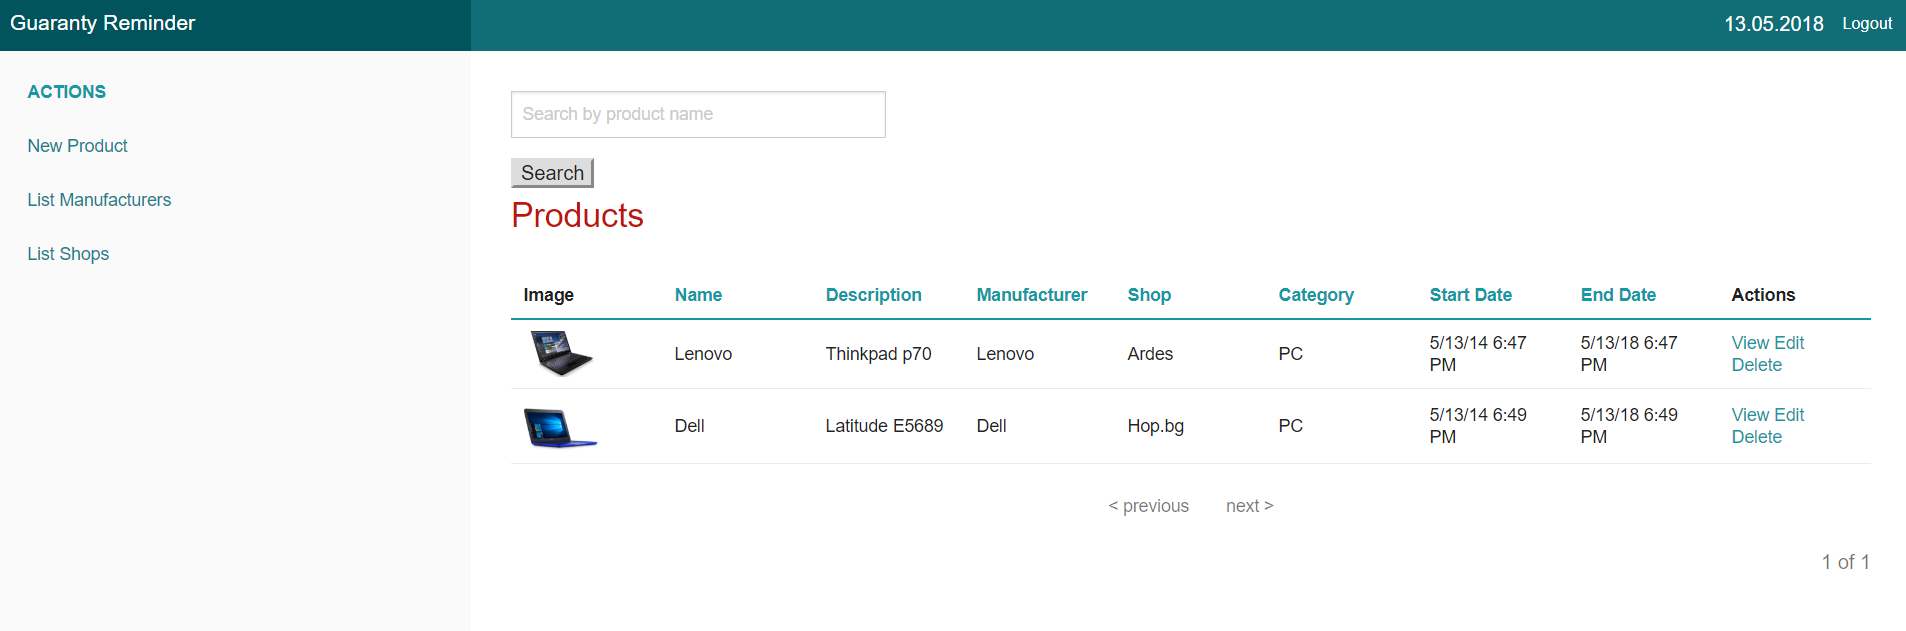 Guaranty Reminder
13.05.2018 Logout
ACTIONS
New Product
List Manufacturers
List Shops
Search by product name
Search
Products
Image Name Description Manufacturer Shop Category Start Date End Date Actions
Lenovo Thinkpad p70 Lenovo Ardes PC 5/13/14 6:47 PM 5/13/18 6:47 PM View Edit Delete
Dell Latitude E5689 Dell Hop.bg PC 5/13/14 6:49 PM 5/13/18 6:49 PM View Edit Delete
< previous next >
1 of 1